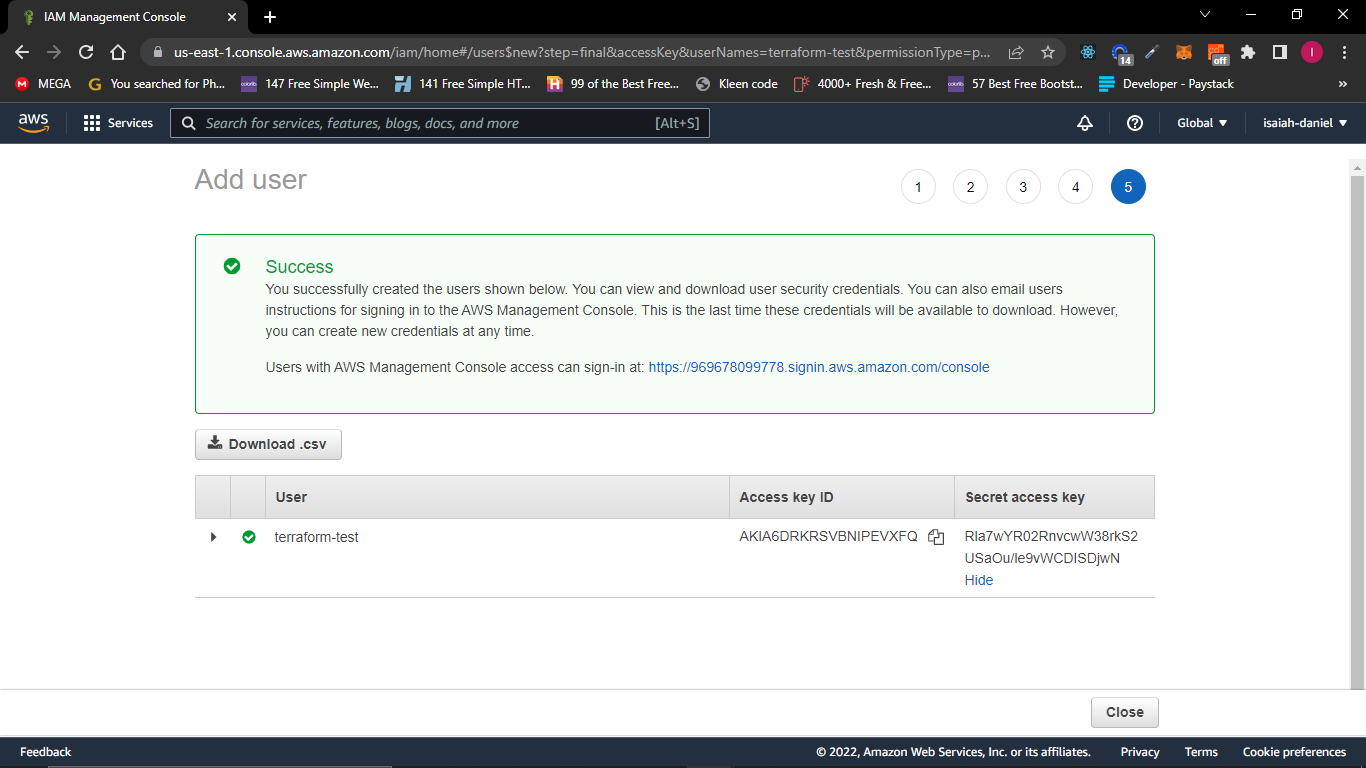 IAM Management Console
us-east-1.console.aws.amazon.com/iam/home#/users$new?step=final&accessKey&userNames=terraform-test&permissionType=p...
14
off
I
MEGA
You searched for Ph...
147 Free Simple We...
141 Free Simple HT...
99 of the Best Free...
Kleen code
4000+ Fresh & Free...
57 Best Free Bootst...
Developer - Paystack
»
aws
Services
Search for services, features, blogs, docs, and more
[Alt+S]
Global
isaiah-daniel
Add user
1
2
3
4
5
Success
You successfully created the users shown below. You can view and download user security credentials. You can also email users
instructions for signing in to the AWS Management Console. This is the last time these credentials will be available to download. However,
you can create new credentials at any time.
Users with AWS Management Console access can sign-in at: https://969678099778.signin.aws.amazon.com/console
Download .csv
User
Access key ID
Secret access key
terraform-test
AKIA6DRKRSVBNIPEVXFQ
Hide
Close
Feedback
© 2022, Amazon Web Services, Inc. or its affiliates.
Privacy
Terms
Cookie preferences